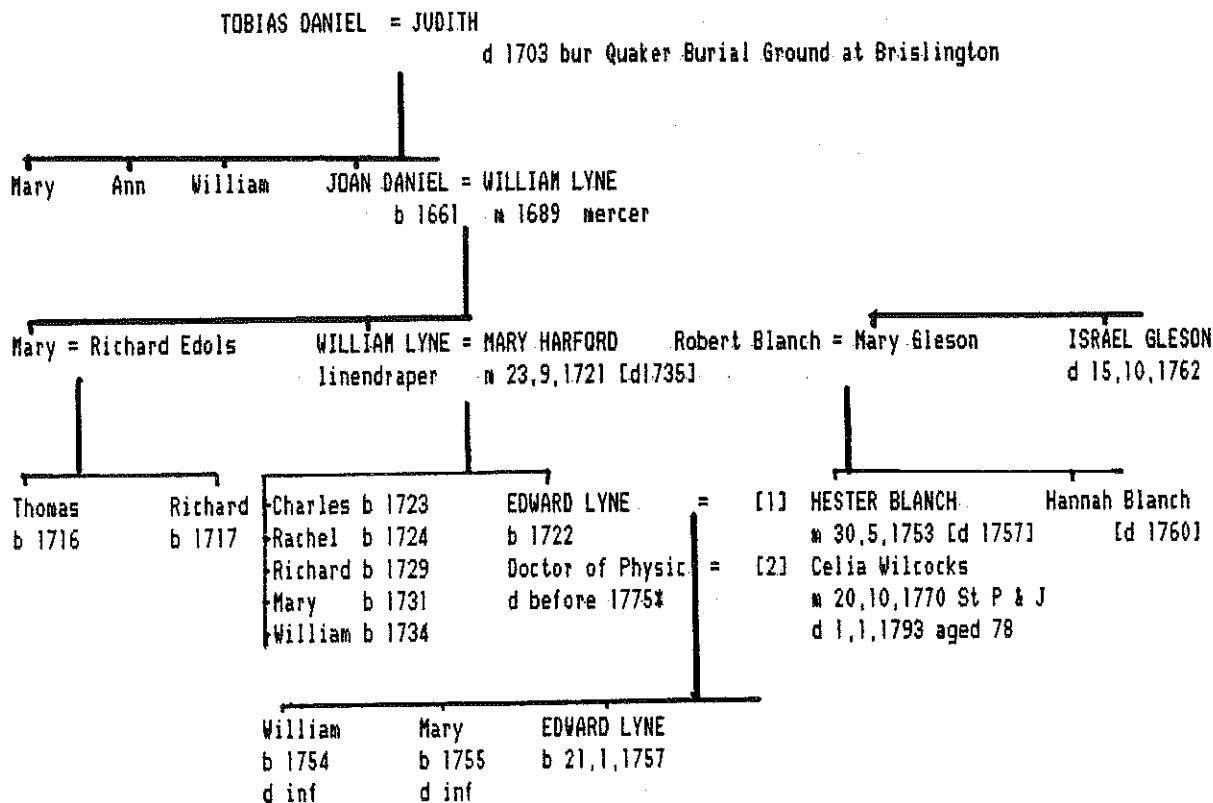 TOBIAS DANIEL = JUDITH
d 1703 bur Quaker Burial Ground at Brislington
Mary Ann William JOAN DANIEL = WILLIAM LYNE
b 1661 m 1689 mercer
Mary = Richard Edols WILLIAM LYNE = MARY HARFORD Robert Blanch = Mary Gleson ISRAEL GLESON
linendraper m 23,9,1721 [d1735] d 15,10,1762
Thomas Richard Charles b 1723 EDWARD LYNE = [1] HESTER BLANCH Hannah Blanch
b 1716 b 1717 Rachel b 1724 b 1722 m 30,5,1753 [d 1757] [d 1760]
Richard b 1729 Doctor of Physic = [2] Celia Wilcocks
Mary b 1731 d before 1775* m 20,10,1770 St P & J
William b 1734 d 1,1,1793 aged 78
William Mary EDWARD LYNE
b 1754 b 1755 b 21,1,1757
d inf d inf